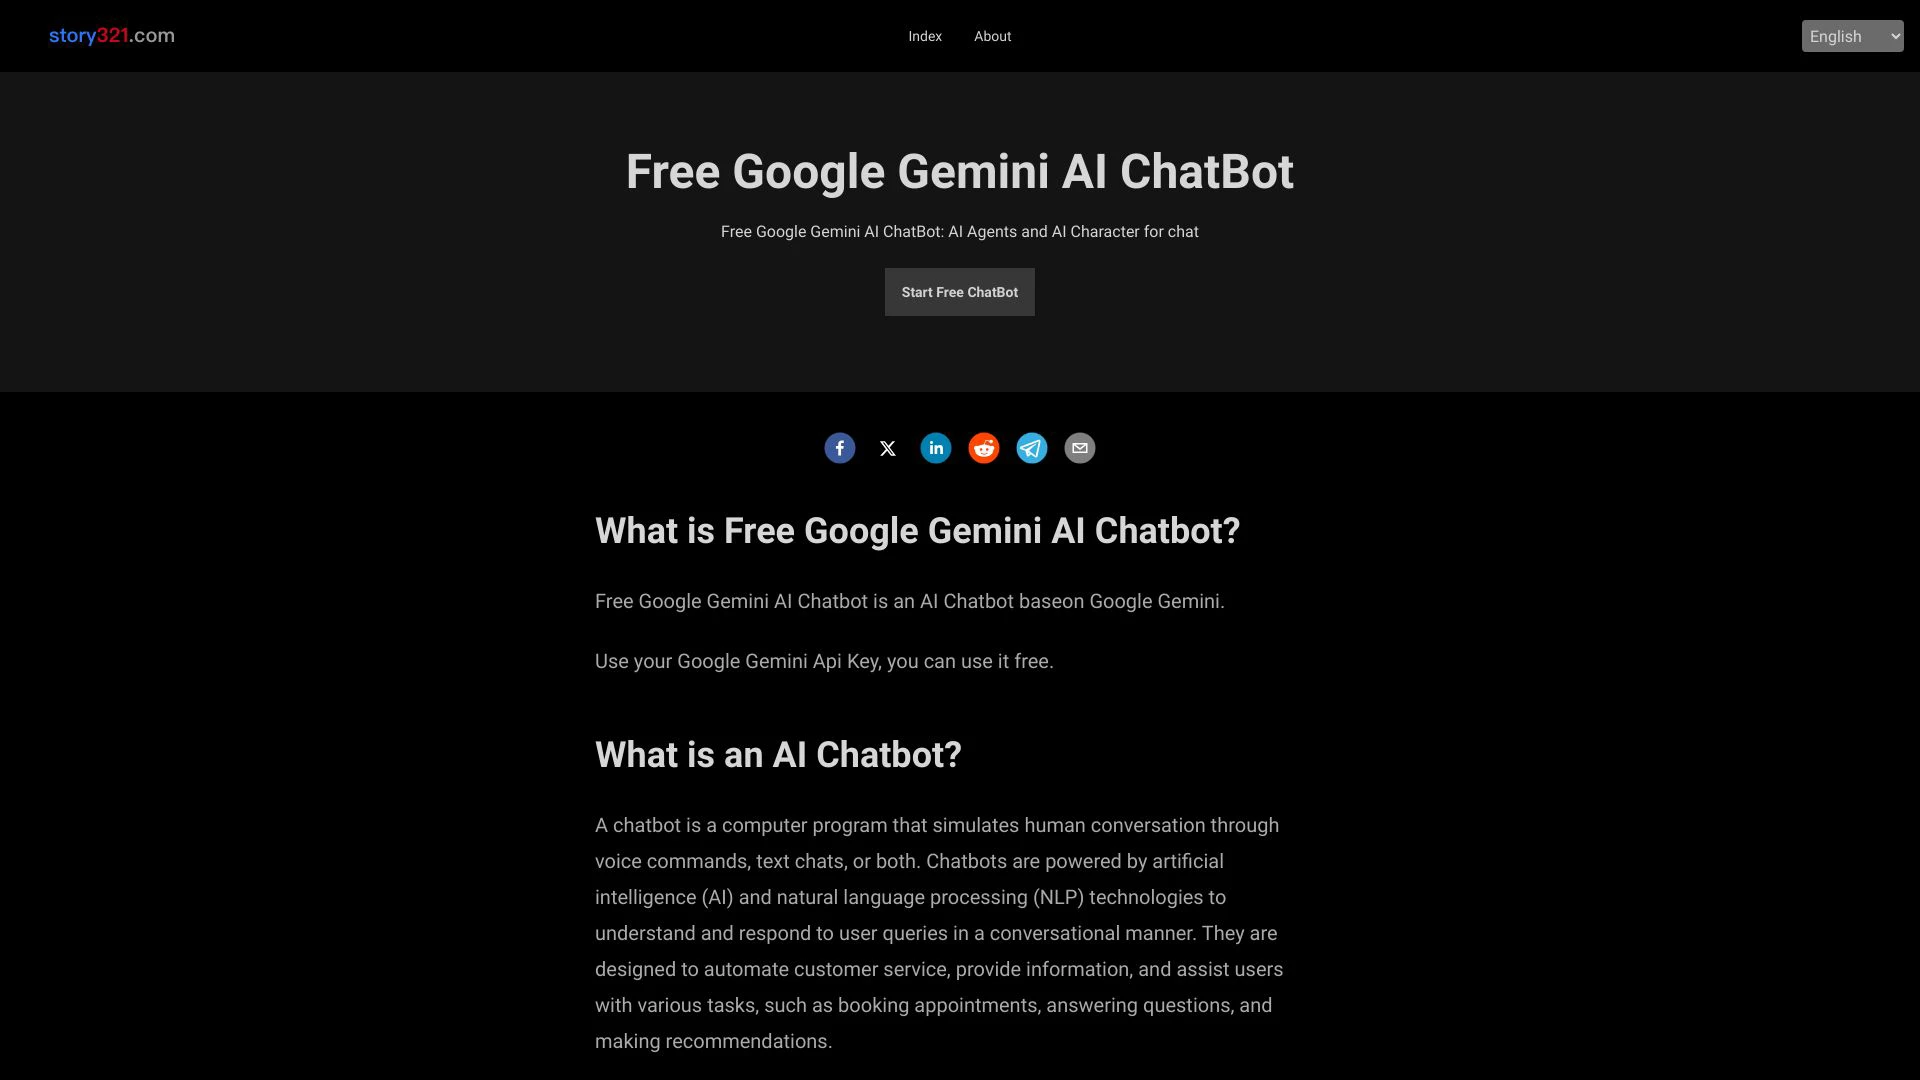 story321.com
Index
About
English
Free Google Gemini AI ChatBot
Free Google Gemini AI ChatBot: AI Agents and AI Character for chat
Start Free ChatBot
What is Free Google Gemini AI Chatbot?
Free Google Gemini AI Chatbot is an AI Chatbot baseon Google Gemini.
Use your Google Gemini Api Key, you can use it free.
What is an AI Chatbot?
A chatbot is a computer program that simulates human conversation through
voice commands, text chats, or both. Chatbots are powered by artificial
intelligence (AI) and natural language processing (NLP) technologies to
understand and respond to user queries in a conversational manner. They are
designed to automate customer service, provide information, and assist users
with various tasks, such as booking appointments, answering questions, and
making recommendations.